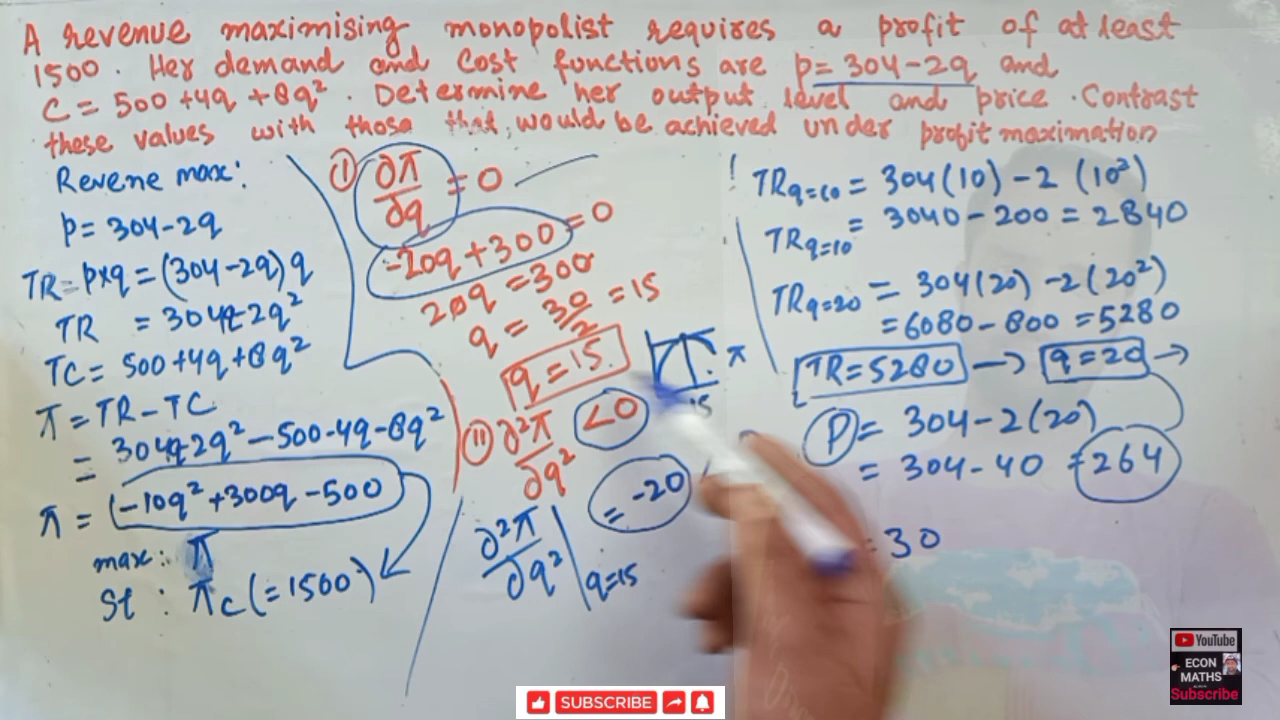 A revenue maximising monopolist requires a profit of at least
1500. Her demand and cost functions are p=304-2q and
C = 500+4q+8q². Determine her output level and price. Contrast
these values with those that would be achieved under profit maximation
Revene max:
p= 304-2q
TR=p×q=(304-2q)q
TR = 304q-2q²
TC = 500+4q+8q²
π = TR-TC
= 304q-2q²-500-4q-8q²
π = (-10q²+300q-500
max: π
St : πc (=1500)
① ∂π/∂q = 0
-20q+300=0
20q=300
q = 30/2 = 15
q = 15.
② ∂²π/∂q² <0
= -20
∂²π/∂q² | q=15
π
15
TR q=10 = 304(10) - 2 (10²)
TR q=10 = 3040-200 = 2840
TR q=20 = 304(20) -2(20²)
= 6080-800 = 5280
TR=5280 → q=20 →
P = 304-2(20)
= 304-40 = 264
= 30
YouTube
ECON
MATHS
Subscribe
SUBSCRIBE